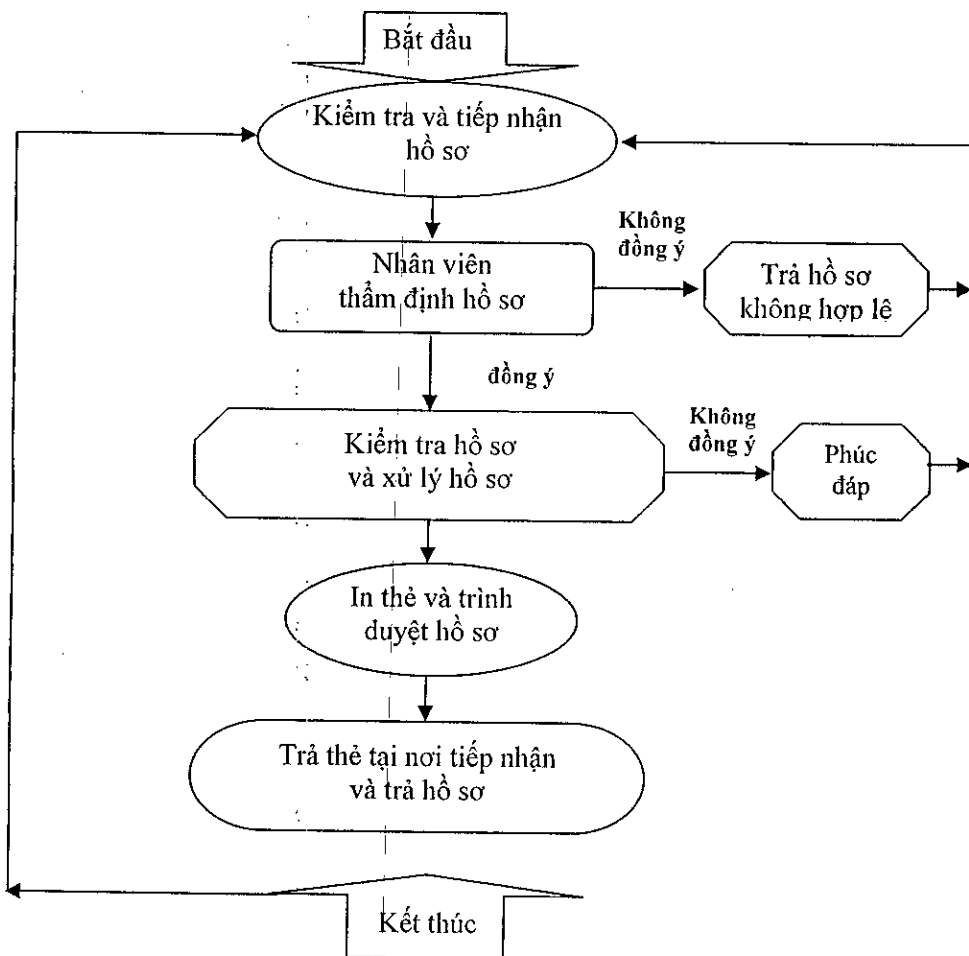 Bắt đầu
Kiểm tra và tiếp nhận
hồ sơ
Nhân viên
thẩm định hồ sơ
Không
đồng ý
Trả hồ sơ
không hợp lệ
đồng ý
Kiểm tra hồ sơ
và xử lý hồ sơ
Không
đồng ý
Phúc
đáp
In thẻ và trình
duyệt hồ sơ
Trả thẻ tại nơi tiếp nhận
và trả hồ sơ
Kết thúc